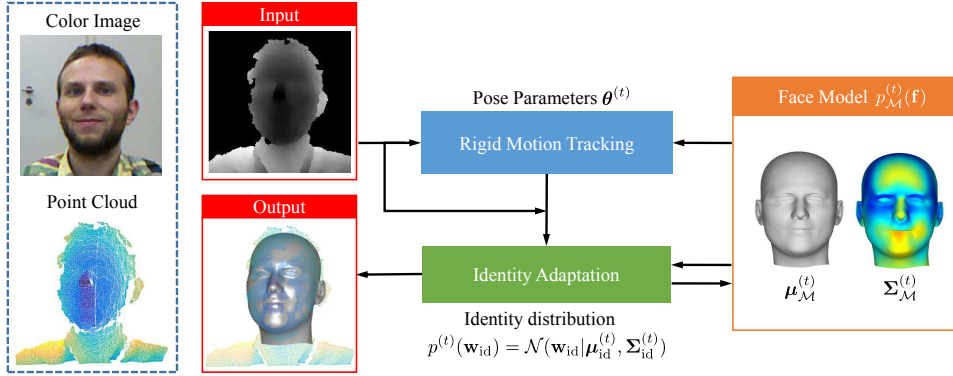 Color Image
Point Cloud
Input
Output
Pose Parameters θ^(t)
Rigid Motion Tracking
Identity Adaptation
Identity distribution
p^(t)(w_id) = 𝒩(w_id|μ_id^(t), Σ_id^(t))
Face Model p_ℳ^(t)(f)
μ_ℳ^(t)
Σ_ℳ^(t)